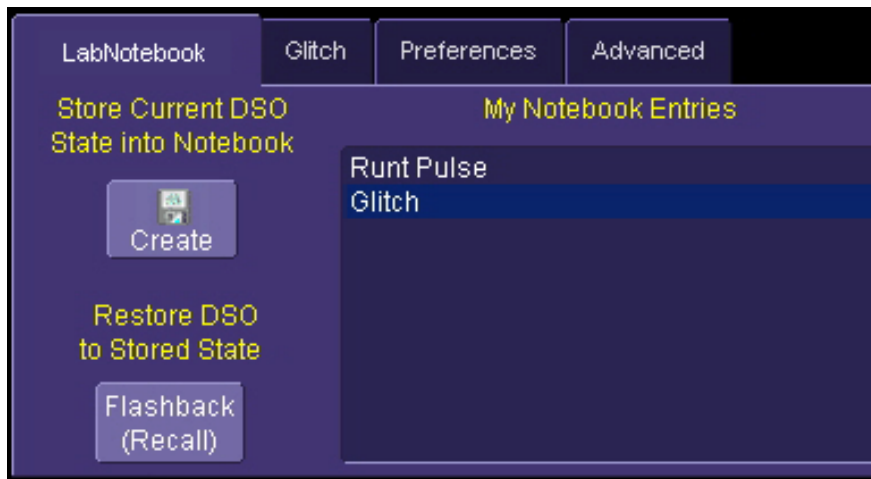 LabNotebook
Glitch
Preferences
Advanced
Store Current DSO
State into Notebook
Create
Restore DSO
to Stored State
Flashback
(Recall)
My Notebook Entries
Runt Pulse
Glitch